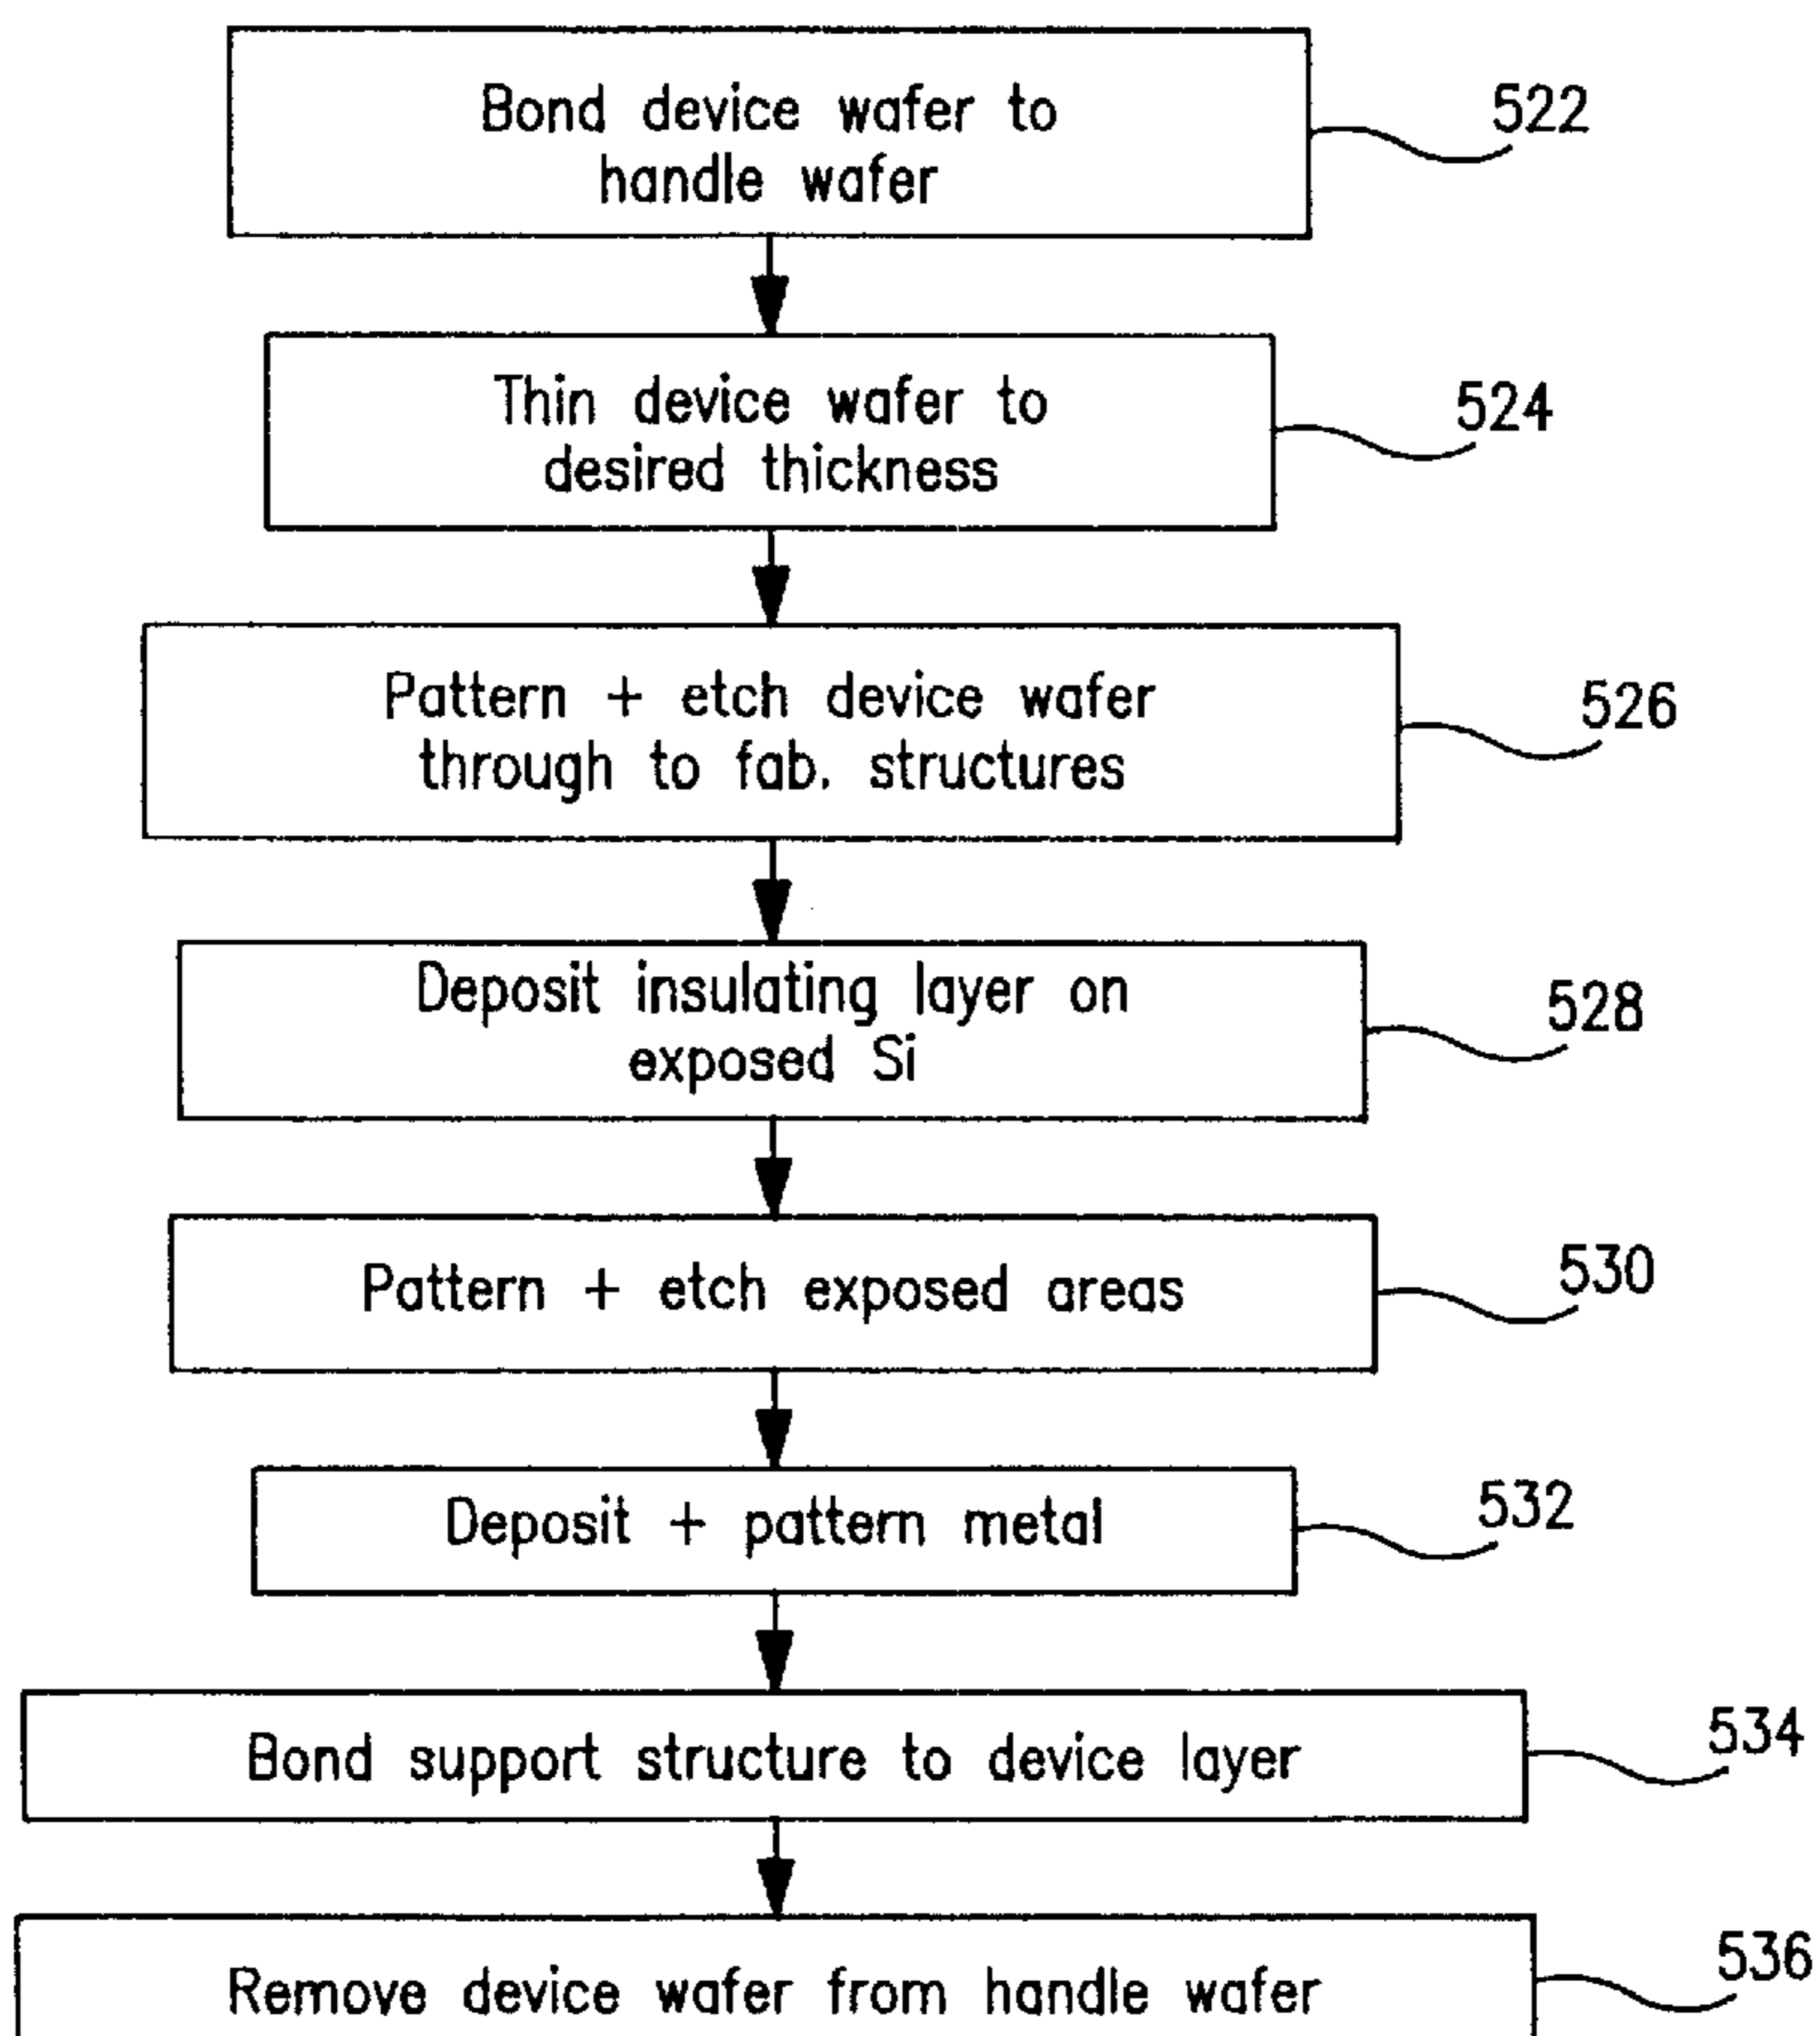 Bond device wafer to
handle wafer
522
Thin device wafer to
desired thickness
524
Pattern + etch device wafer
through to fab. structures
526
Deposit insulating layer on
exposed Si
528
Pattern + etch exposed areas
530
Deposit + pattern metal
532
Bond support structure to device layer
534
Remove device wafer from handle wafer
536